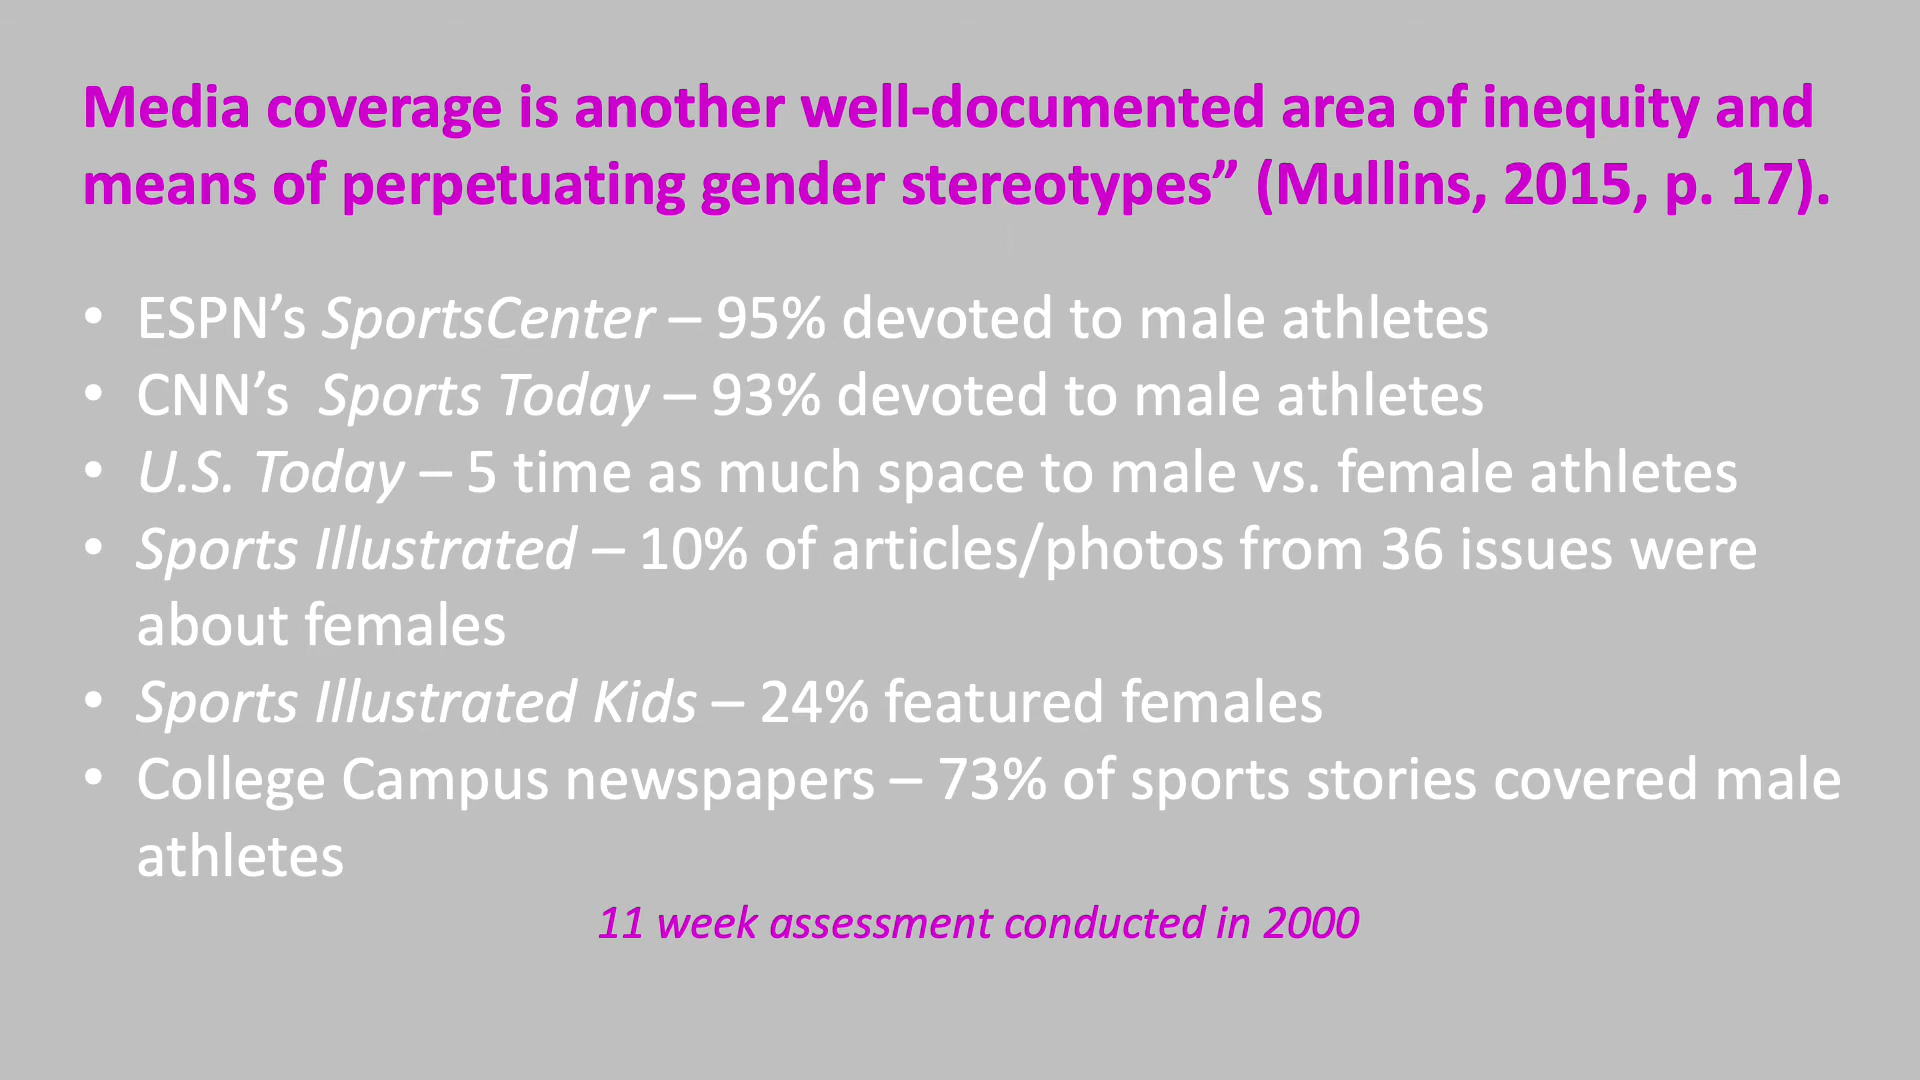 Media coverage is another well-documented area of inequity and
means of perpetuating gender stereotypes” (Mullins, 2015, p. 17).
• ESPN’s SportsCenter – 95% devoted to male athletes
• CNN’s  Sports Today – 93% devoted to male athletes
• U.S. Today – 5 time as much space to male vs. female athletes
• Sports Illustrated – 10% of articles/photos from 36 issues were
about females
• Sports Illustrated Kids – 24% featured females
• College Campus newspapers – 73% of sports stories covered male
athletes
11 week assessment conducted in 2000